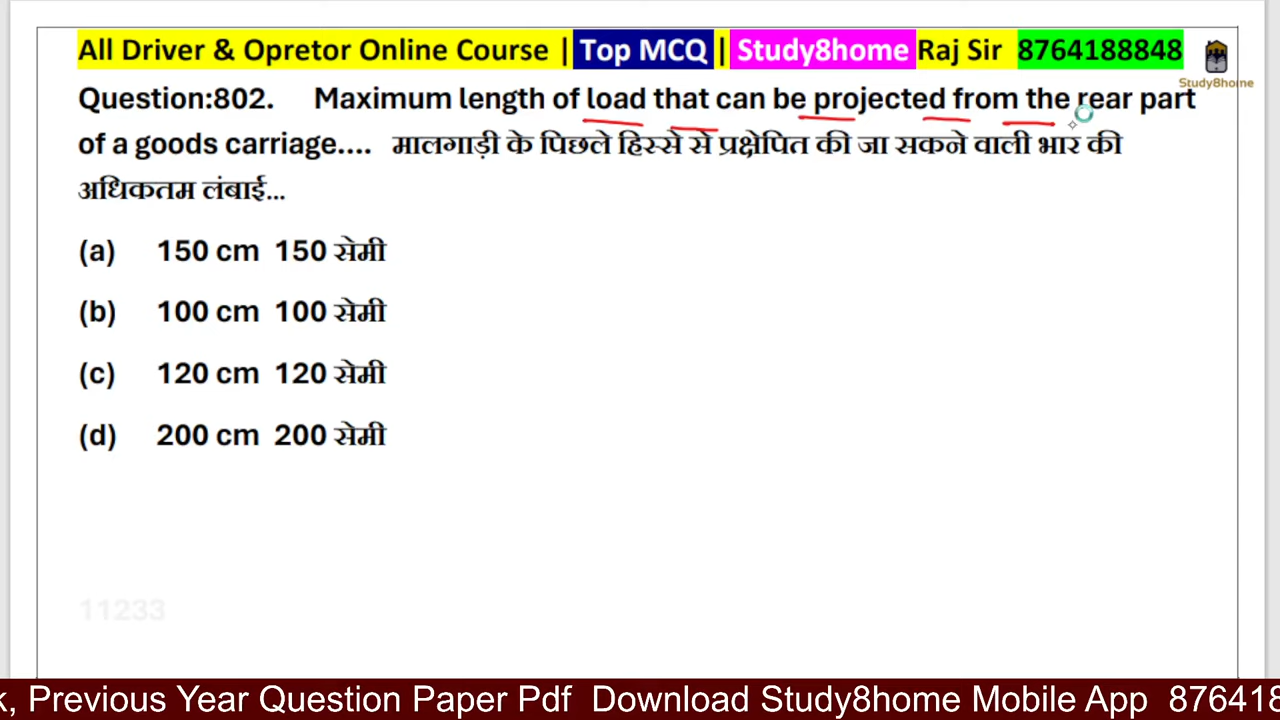 All Driver & Opretor Online Course | Top MCQ | Study8home Raj Sir 8764188848
Study8home
Question:802. Maximum length of load that can be projected from the rear part
of a goods carriage.... मालगाड़ी के पिछले हिस्से से प्रक्षेपित की जा सकने वाली भार की
अधिकतम लंबाई...
(a) 150 cm 150 सेमी
(b) 100 cm 100 सेमी
(c) 120 cm 120 सेमी
(d) 200 cm 200 सेमी
11233
k, Previous Year Question Paper Pdf Download Study8home Mobile App 876418